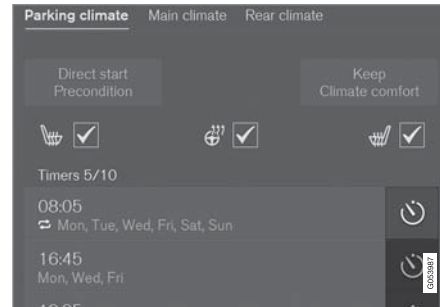 Parking climate Main climate Rear climate
Direct start
Precondition
Keep
Climate comfort
Timers 5/10
08:05
Mon, Tue, Wed, Fri, Sat, Sun
16:45
Mon, Wed, Fri
G053987